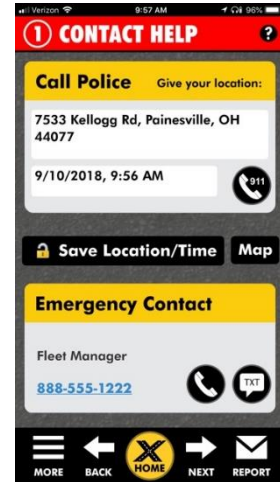 Verizon 9:57 AM 96%
1 CONTACT HELP ?
Call Police Give your location:
7533 Kellogg Rd, Painesville, OH
44077
9/10/2018, 9:56 AM 911
Save Location/Time Map
Emergency Contact
Fleet Manager
888-555-1222 TXT
MORE BACK X HOME NEXT REPORT